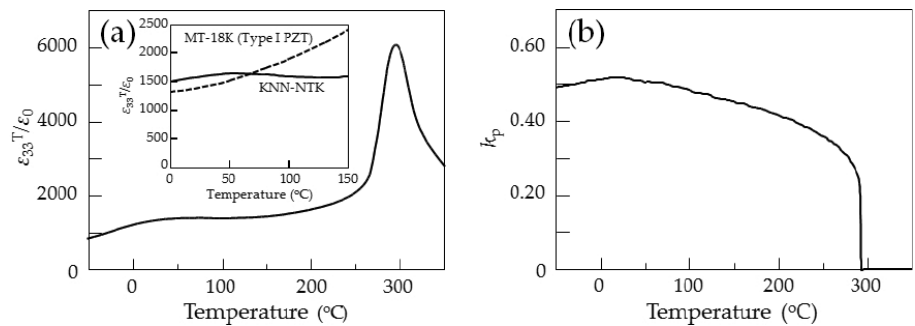 (a)
6000
4000
2000
0
ε₃₃ᵀ/ε₀
0
100
200
300
Temperature (°C)
MT-18K (Type I PZT)
KNN-NTK
2500
2000
1500
1000
500
0
ε₃₃ᵀ/ε₀
0
50
100
150
Temperature (°C)
(b)
0.60
0.40
0.20
0
kₚ
0
100
200
300
Temperature (°C)